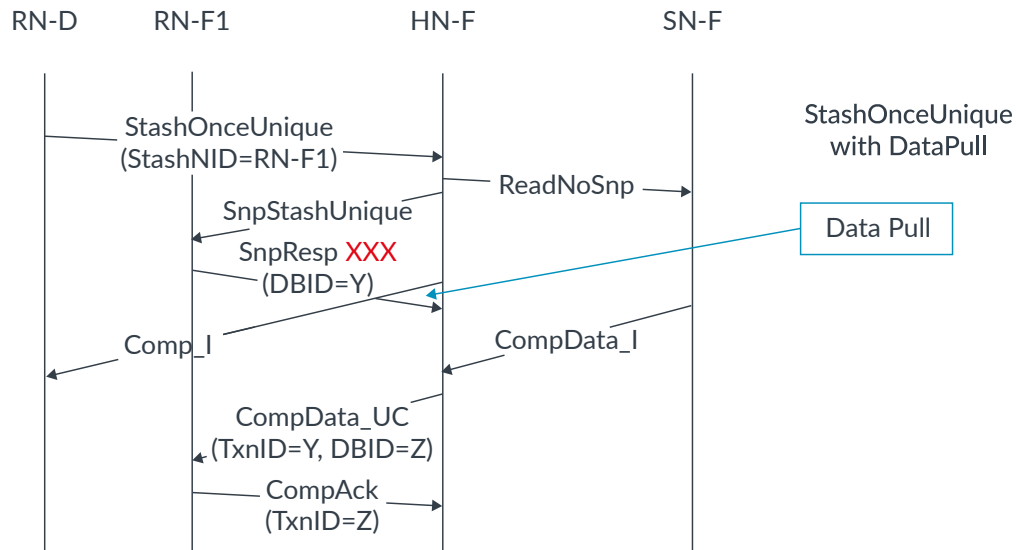 RN-D RN-F1 HN-F SN-F
StashOnceUnique
with DataPull
StashOnceUnique
(StashNID=RN-F1)
ReadNoSnp
SnpStashUnique
Data Pull
SnpResp XXX
(DBID=Y)
Comp_I
CompData_I
CompData_UC
(TxnID=Y, DBID=Z)
CompAck
(TxnID=Z)